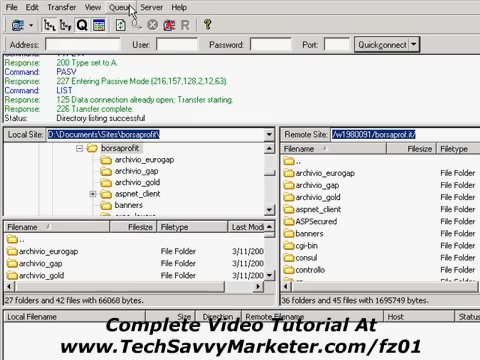 File Edit Transfer View Queue Server Help
Address: User: Password: Port: Quickconnect
Response: 200 Type set to A.
Command: PASV
Response: 227 Entering Passive Mode (216,157,128,2,12,63).
Command: LIST
Response: 125 Data connection already open; Transfer starting.
Response: 226 Transfer complete.
Status: Directory listing successful
Local Site: D:\Documents\Sites\borsaprofit\
borsaprofit
archivio_eurogap
archivio_gap
archivio_gold
aspnet_client
banners
Filename Filesize Filetype Last Modi
..
archivio_eurogap File Folder 3/11/200
archivio_gap File Folder 3/11/200
archivio_gold File Folder 3/11/200
27 folders and 42 files with 66068 bytes.
Remote Site: /w1980091/borsaprof.it/
Filename Filesize Filetype
..
archivio_eurogap File Folder
archivio_gap File Folder
archivio_gold File Folder
aspnet_client File Folder
ASPSecured File Folder
banners File Folder
cgi-bin File Folder
consul File Folder
controllo File Folder
36 folders and 45 files with 1695749 bytes.
Local Filename Size Direction Remote Filename Host Status
Complete Video Tutorial At
www.TechSavvyMarketer.com/fz01